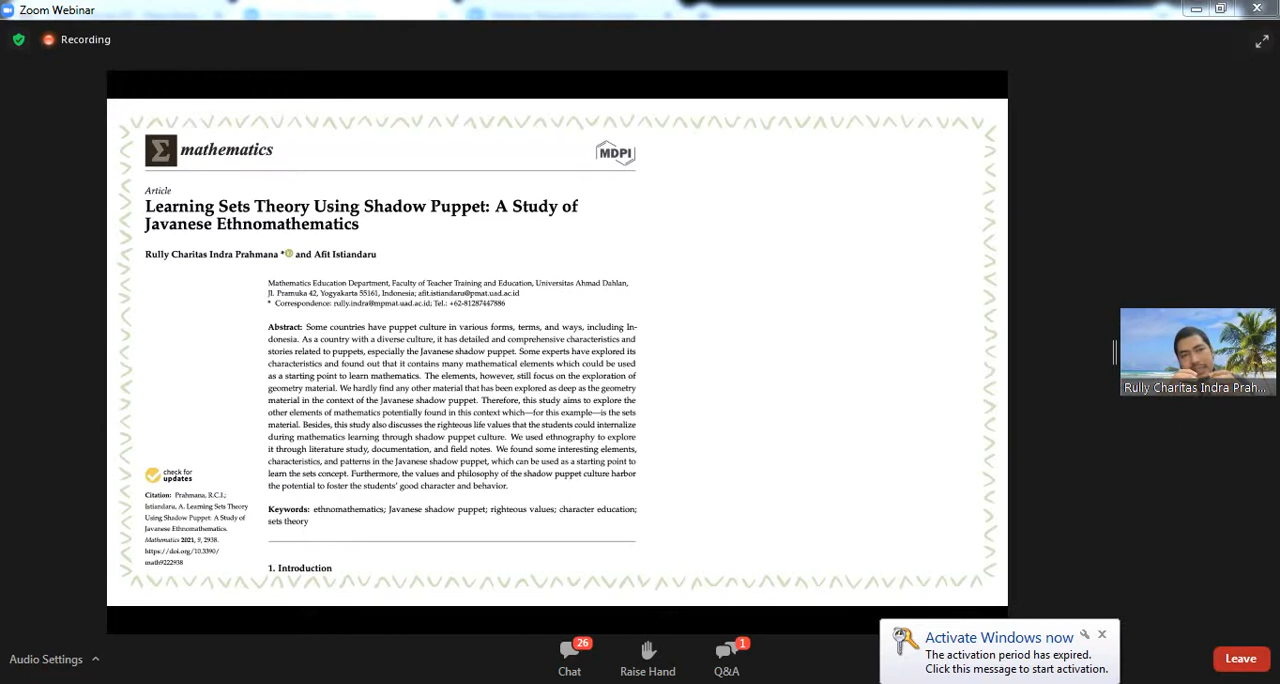 Zoom Webinar
Recording
Σ mathematics
MDPI
Article
Learning Sets Theory Using Shadow Puppet: A Study of
Javanese Ethnomathematics
Rully Charitas Indra Prahmana * and Afit Istiandaru
Mathematics Education Department, Faculty of Teacher Training and Education, Universitas Ahmad Dahlan,
Jl. Pramuka 42, Yogyakarta 55161, Indonesia; afit.istiandaru@pmat.uad.ac.id
* Correspondence: rully.indra@mpmat.uad.ac.id; Tel.: +62-81287447886
Abstract: Some countries have puppet culture in various forms, terms, and ways, including In-
donesia. As a country with a diverse culture, it has detailed and comprehensive characteristics and
stories related to puppets, especially the Javanese shadow puppet. Some experts have explored its
characteristics and found out that it contains many mathematical elements which could be used
as a starting point to learn mathematics. The elements, however, still focus on the exploration of
geometry material. We hardly find any other material that has been explored as deep as the geometry
material in the context of the Javanese shadow puppet. Therefore, this study aims to explore the
other elements of mathematics potentially found in this context which—for this example—is the sets
material. Besides, this study also discusses the righteous life values that the students could internalize
during mathematics learning through shadow puppet culture. We used ethnography to explore
it through literature study, documentation, and field notes. We found some interesting elements,
characteristics, and patterns in the Javanese shadow puppet, which can be used as a starting point to
learn the sets concept. Furthermore, the values and philosophy of the shadow puppet culture harbor
the potential to foster the students' good character and behavior.
Keywords: ethnomathematics; Javanese shadow puppet; righteous values; character education;
sets theory
check for
updates
Citation: Prahmana, R.C.I.;
Istiandaru, A. Learning Sets Theory
Using Shadow Puppet: A Study of
Javanese Ethnomathematics.
Mathematics 2021, 9, 2938.
https://doi.org/10.3390/
math9222938
1. Introduction
Rully Charitas Indra Prah...
Audio Settings
26
Chat
Raise Hand
1
Q&A
Activate Windows now
The activation period has expired.
Click this message to start activation.
Leave